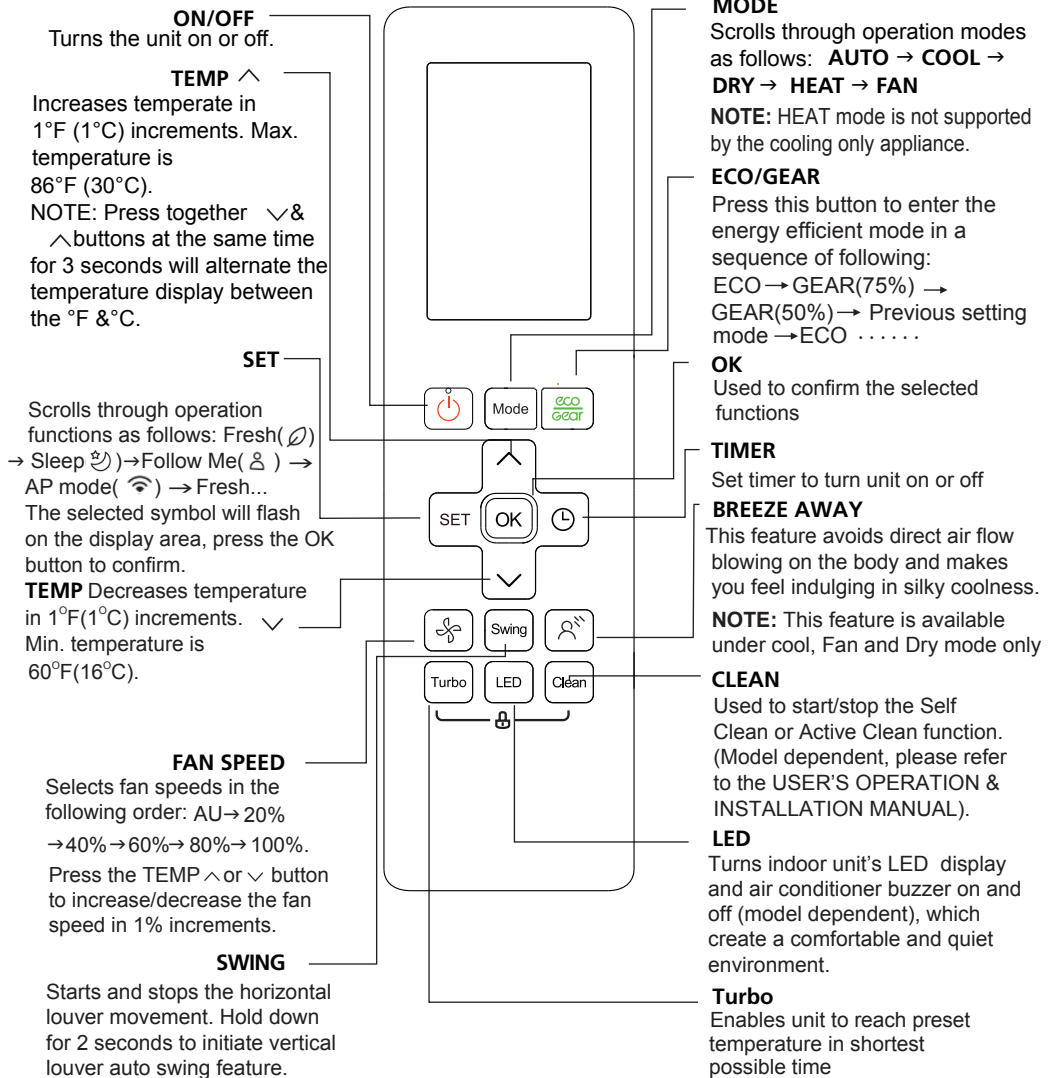 ON/OFF
Turns the unit on or off.
TEMP ^
Increases temperate in
1°F (1°C) increments. Max.
temperature is
86°F (30°C).
NOTE: Press together ∨&
∧buttons at the same time
for 3 seconds will alternate the
temperature display between
the °F &°C.
SET
Scrolls through operation
functions as follows: Fresh( )
→ Sleep )→Follow Me( ) →
AP mode( ) → Fresh...
The selected symbol will flash
on the display area, press the OK
button to confirm.
TEMP Decreases temperature
in 1°F(1°C) increments. ∨
Min. temperature is
60°F(16°C).
FAN SPEED
Selects fan speeds in the
following order: AU→ 20%
→40%→60%→ 80%→ 100%.
Press the TEMP ∧ or ∨ button
to increase/decrease the fan
speed in 1% increments.
SWING
Starts and stops the horizontal
louver movement. Hold down
for 2 seconds to initiate vertical
louver auto swing feature.
Mode
eco
gear
SET
OK
Swing
Turbo
LED
Clean
MODE
Scrolls through operation modes
as follows: AUTO → COOL →
DRY → HEAT → FAN
NOTE: HEAT mode is not supported
by the cooling only appliance.
ECO/GEAR
Press this button to enter the
energy efficient mode in a
sequence of following:
ECO→ GEAR(75%) →
GEAR(50%)→ Previous setting
mode →ECO ······
OK
Used to confirm the selected
functions
TIMER
Set timer to turn unit on or off
BREEZE AWAY
This feature avoids direct air flow
blowing on the body and makes
you feel indulging in silky coolness.
NOTE: This feature is available
under cool, Fan and Dry mode only
CLEAN
Used to start/stop the Self
Clean or Active Clean function.
(Model dependent, please refer
to the USER'S OPERATION &
INSTALLATION MANUAL).
LED
Turns indoor unit's LED display
and air conditioner buzzer on and
off (model dependent), which
create a comfortable and quiet
environment.
Turbo
Enables unit to reach preset
temperature in shortest
possible time